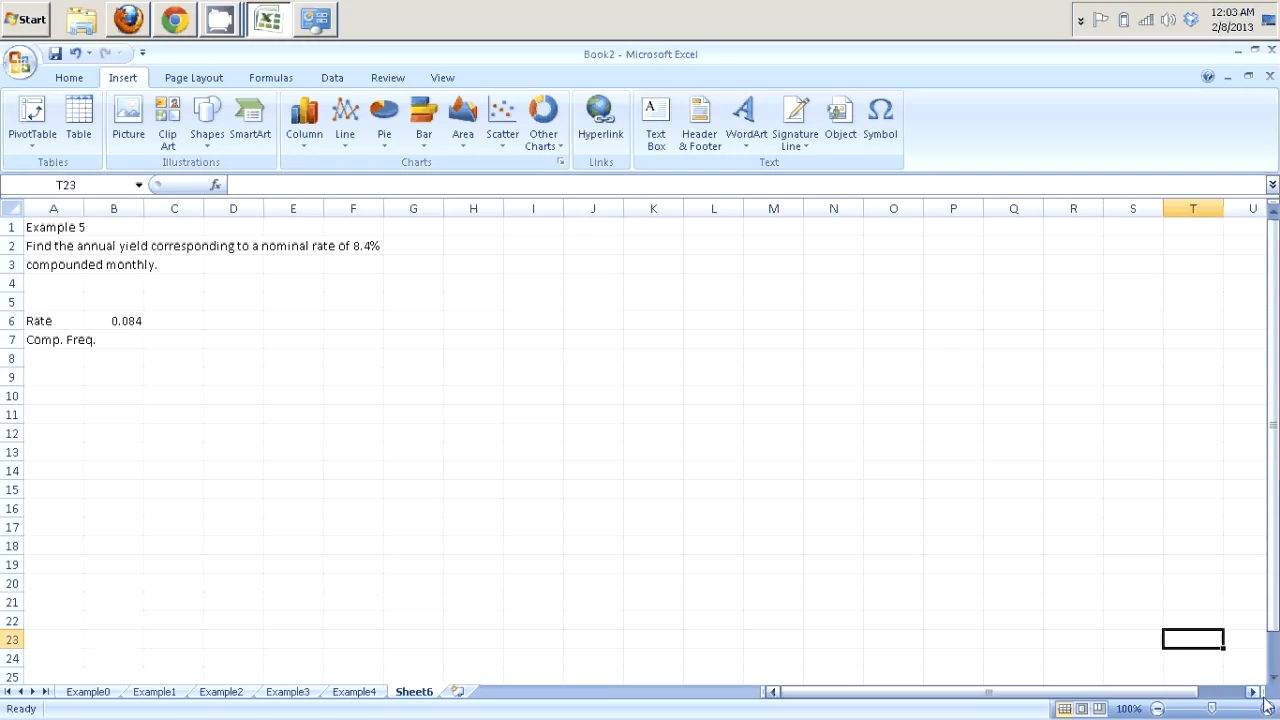 Start
12:03 AM
2/8/2013
Book2 - Microsoft Excel
Home Insert Page Layout Formulas Data Review View
PivotTable Table Picture Clip Art Shapes SmartArt Column Line Pie Bar Area Scatter Other Charts Hyperlink Text Box Header & Footer WordArt Signature Line Object Symbol
Tables Illustrations Charts Links Text
T23 fx
A B C D E F G H I J K L M N O P Q R S T U
1 Example 5
2 Find the annual yield corresponding to a nominal rate of 8.4%
3 compounded monthly.
4
5
6 Rate 0.084
7 Comp. Freq.
8
9
10
11
12
13
14
15
16
17
18
19
20
21
22
23
24
25
Example0 Example1 Example2 Example3 Example4 Sheet6
Ready 100%